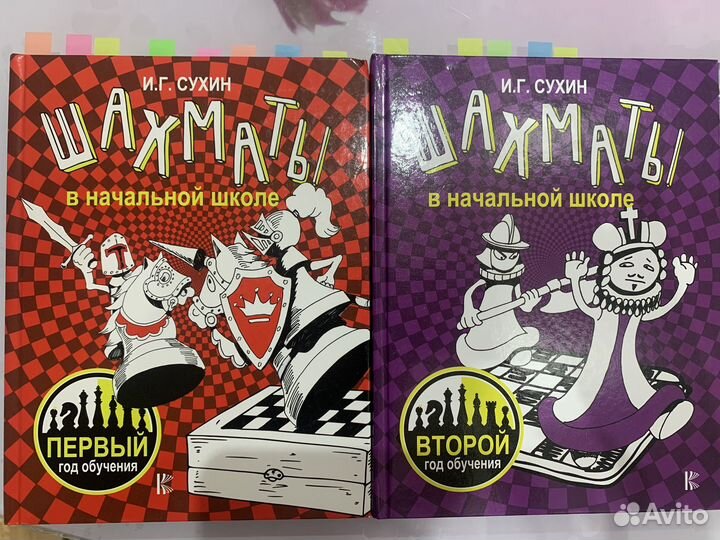 И.Г. СУХИН
ШАХМАТЫ
в начальной школе
ПЕРВЫЙ
год обучения
И.Г. СУХИН
ШАХМАТЫ
в начальной школе
ВТОРОЙ
год обучения
Avito